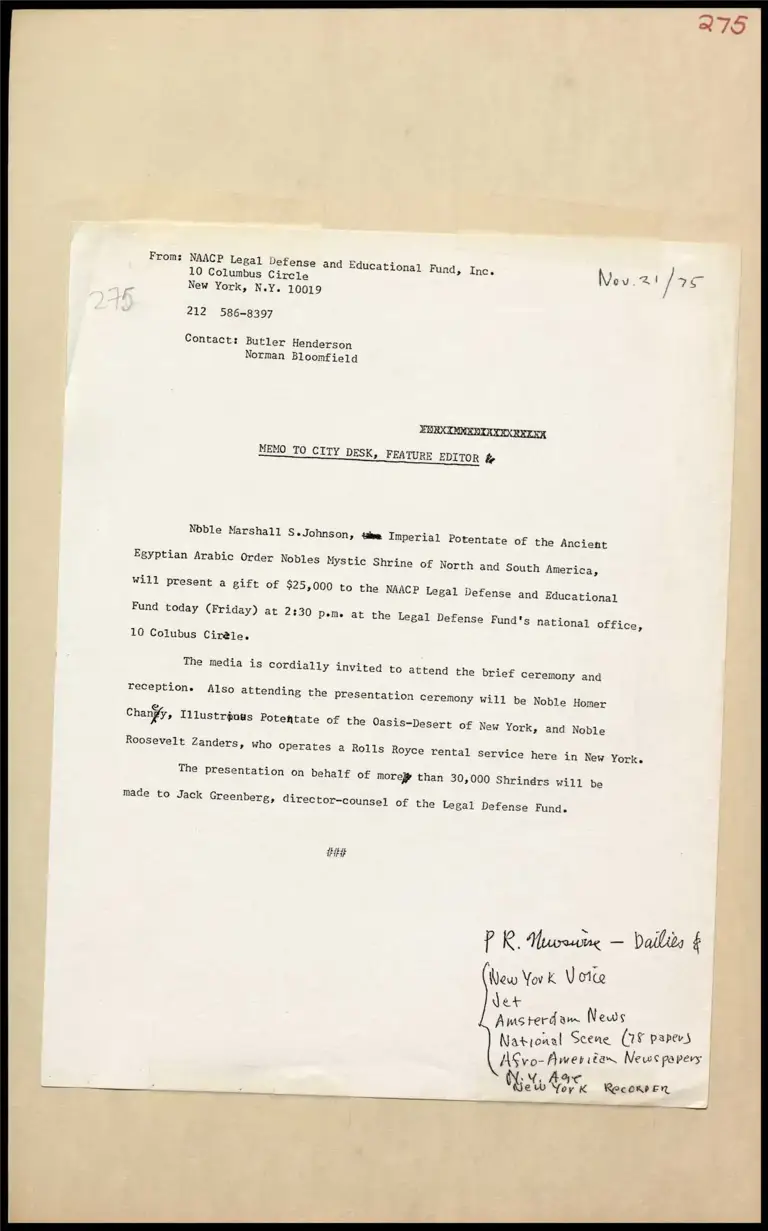 275
From: NAACP Legal Defense and Educational Fund, Inc.
10 Columbus Circle
New York, N.Y. 10019
Nov. 21/75
275
212 586-8397
Contact: Butler Henderson
Norman Bloomfield
MEMO TO CITY DESK, FEATURE EDITOR
Noble Marshall S.Johnson, the Imperial Potentate of the Ancient
Egyptian Arabic Order Nobles Mystic Shrine of North and South America,
will present a gift of $25,000 to the NAACP Legal Defense and Educational
Fund today (Friday) at 2:30 p.m. at the Legal Defense Fund's national office,
10 Colubus Circle.
The media is cordially invited to attend the brief ceremony and
reception. Also attending the presentation ceremony will be Noble Homer
Chaney, Illustrious Potentate of the Oasis-Desert of New York, and Noble
Roosevelt Zanders, who operates a Rolls Royce rental service here in New York.
The presentation on behalf of more than 30,000 Shrindrs will be
made to Jack Greenberg, director-counsel of the Legal Defense Fund.
###
P R. Newswire — Dailies &
New York Voice
Jet
Amsterdam News
National Scene (78 papers)
Afro-American Newspapers
N.Y. Age
New York RECORDER